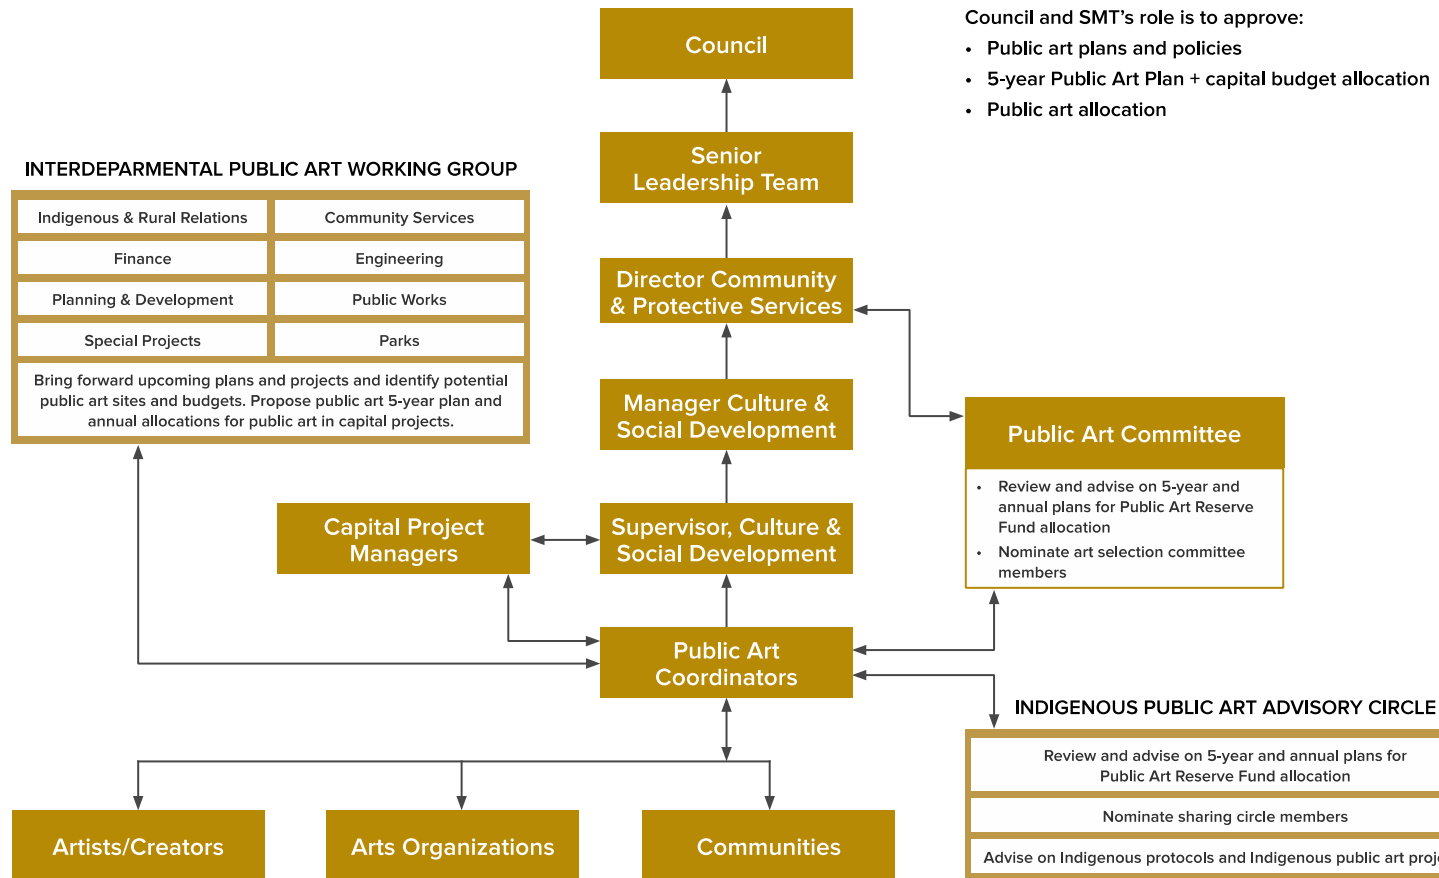 Council
Council and SMT’s role is to approve:
• Public art plans and policies
• 5-year Public Art Plan + capital budget allocation
• Public art allocation
Senior
Leadership Team
INTERDEPARMENTAL PUBLIC ART WORKING GROUP
Indigenous & Rural Relations
Community Services
Finance
Engineering
Planning & Development
Public Works
Special Projects
Parks
Bring forward upcoming plans and projects and identify potential
public art sites and budgets. Propose public art 5-year plan and
annual allocations for public art in capital projects.
Director Community
& Protective Services
Manager Culture &
Social Development
Public Art Committee
• Review and advise on 5-year and
annual plans for Public Art Reserve
Fund allocation
• Nominate art selection committee
members
Capital Project
Managers
Supervisor, Culture &
Social Development
Public Art
Coordinators
INDIGENOUS PUBLIC ART ADVISORY CIRCLE
Review and advise on 5-year and annual plans for
Public Art Reserve Fund allocation
Nominate sharing circle members
Advise on Indigenous protocols and Indigenous public art
Artists/Creators
Arts Organizations
Communities